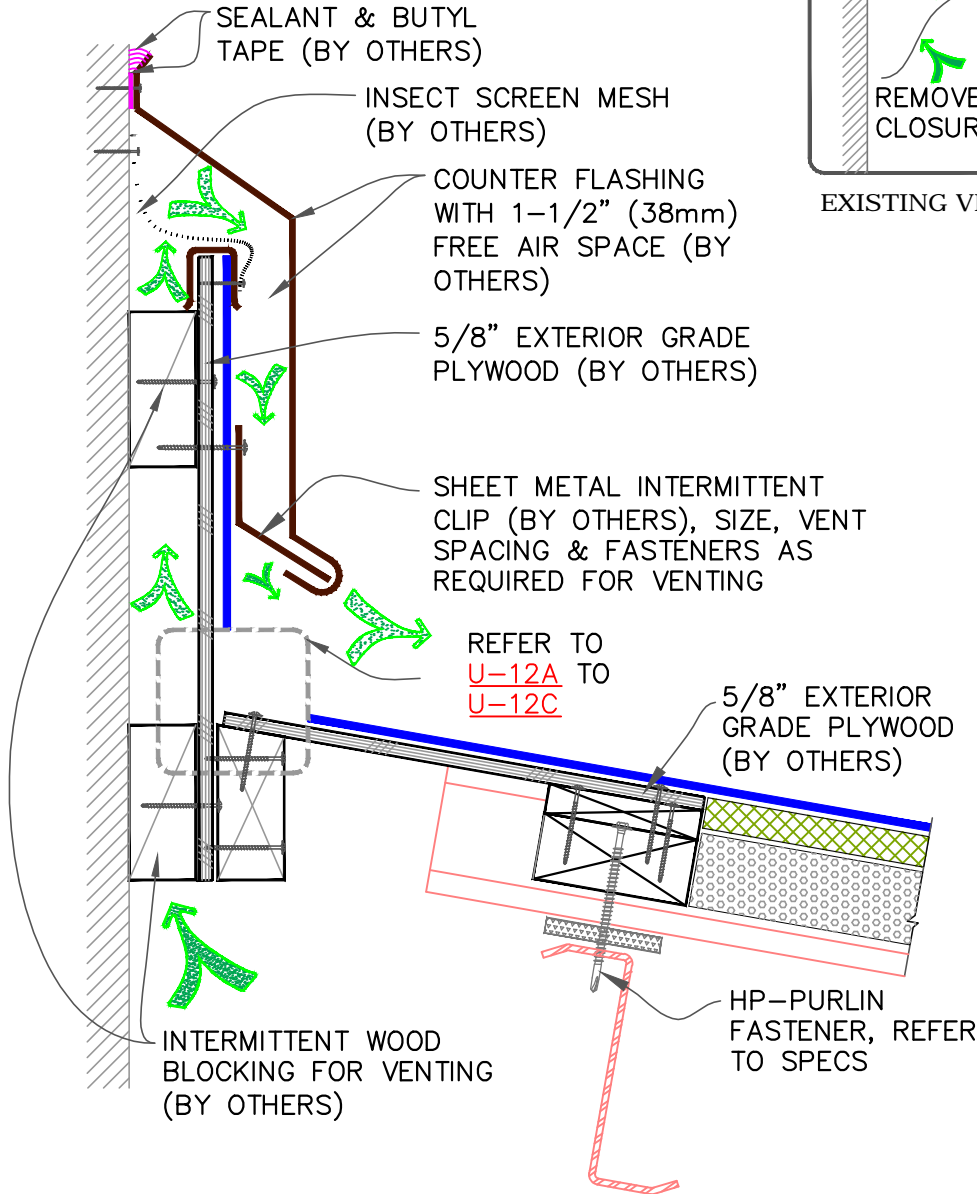 SEALANT & BUTYL
TAPE (BY OTHERS)
INSECT SCREEN MESH
(BY OTHERS)
REMOVE
CLOSUR
EXISTING VE
COUNTER FLASHING
WITH 1-1/2" (38mm)
FREE AIR SPACE (BY
OTHERS)
5/8" EXTERIOR GRADE
PLYWOOD (BY OTHERS)
SHEET METAL INTERMITTENT
CLIP (BY OTHERS), SIZE, VENT
SPACING & FASTENERS AS
REQUIRED FOR VENTING
REFER TO
U-12A TO
U-12C
5/8" EXTERIOR
GRADE PLYWOOD
(BY OTHERS)
HP-PURLIN
FASTENER, REFER
TO SPECS
INTERMITTENT WOOD
BLOCKING FOR VENTING
(BY OTHERS)